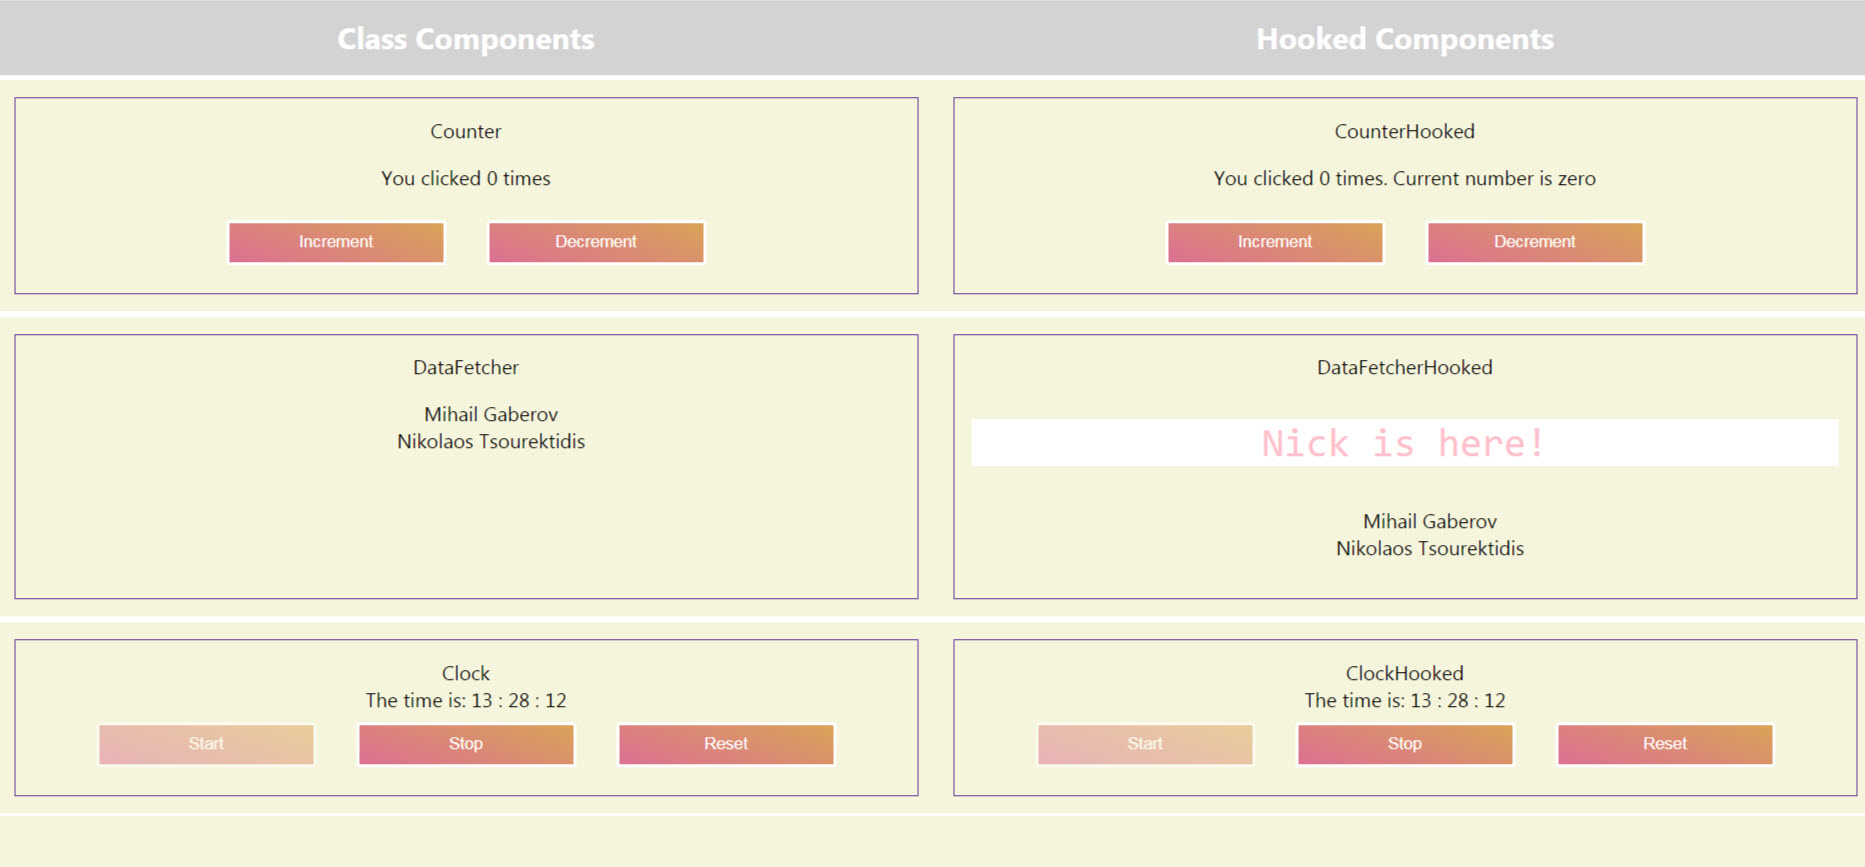 Class Components
Hooked Components
Counter
You clicked 0 times
Increment
Decrement
CounterHooked
You clicked 0 times. Current number is zero
Increment
Decrement
DataFetcher
Mihail Gaberov
Nikolaos Tsourektidis
DataFetcherHooked
Nick is here!
Mihail Gaberov
Nikolaos Tsourektidis
Clock
The time is: 13 : 28 : 12
Start
Stop
Reset
ClockHooked
The time is: 13 : 28 : 12
Start
Stop
Reset